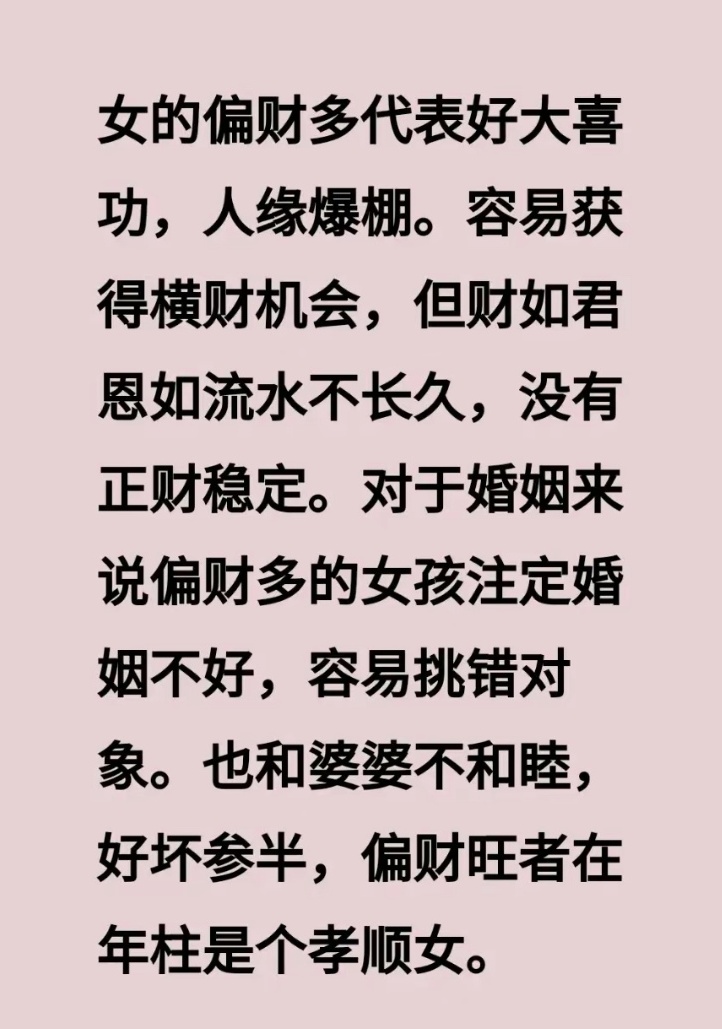 女的偏财多代表好大喜
功，人缘爆棚。容易获
得横财机会，但财如君
恩如流水不长久，没有
正财稳定。对于婚姻来
说偏财多的女孩注定婚
姻不好，容易挑错对
象。也和婆婆不和睦，
好坏参半，偏财旺者在
年柱是个孝顺女。